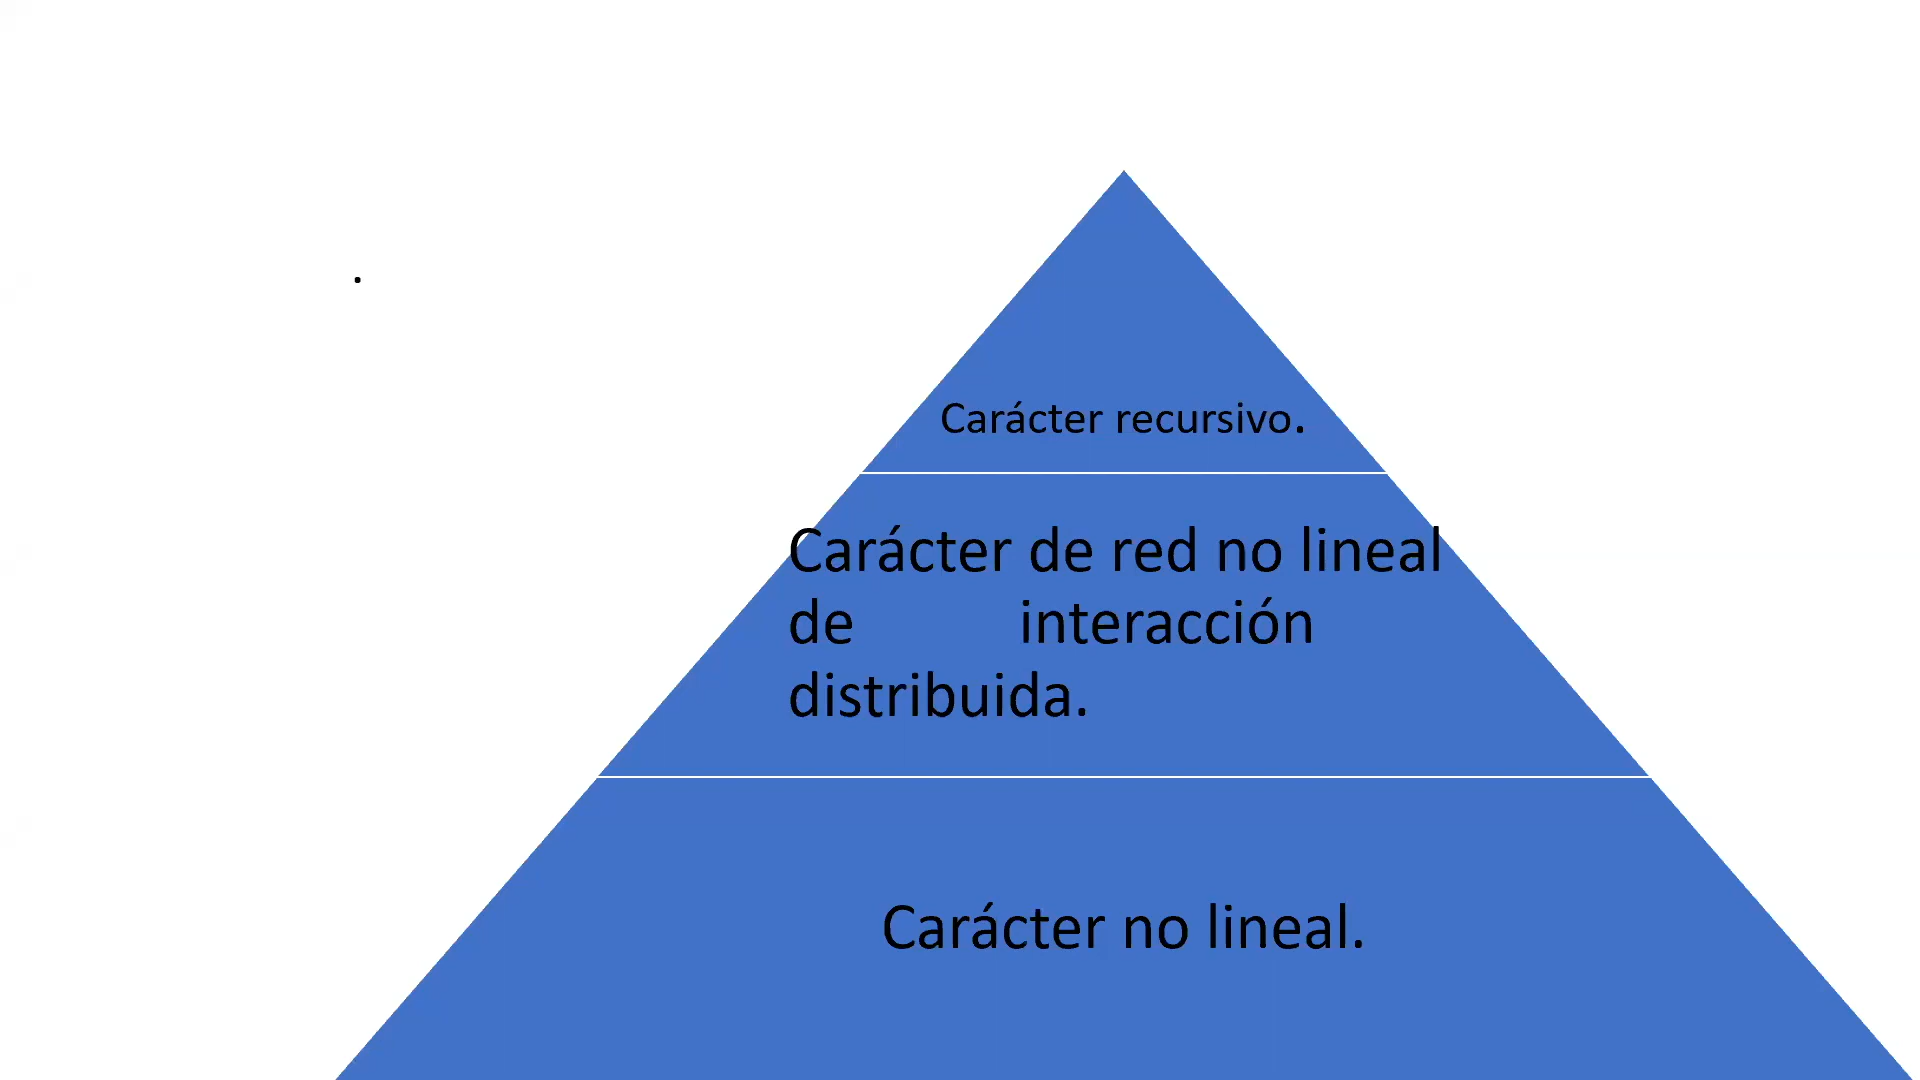 .
Carácter recursivo.
Carácter de red no lineal
de interacción
distribuida.
Carácter no lineal.